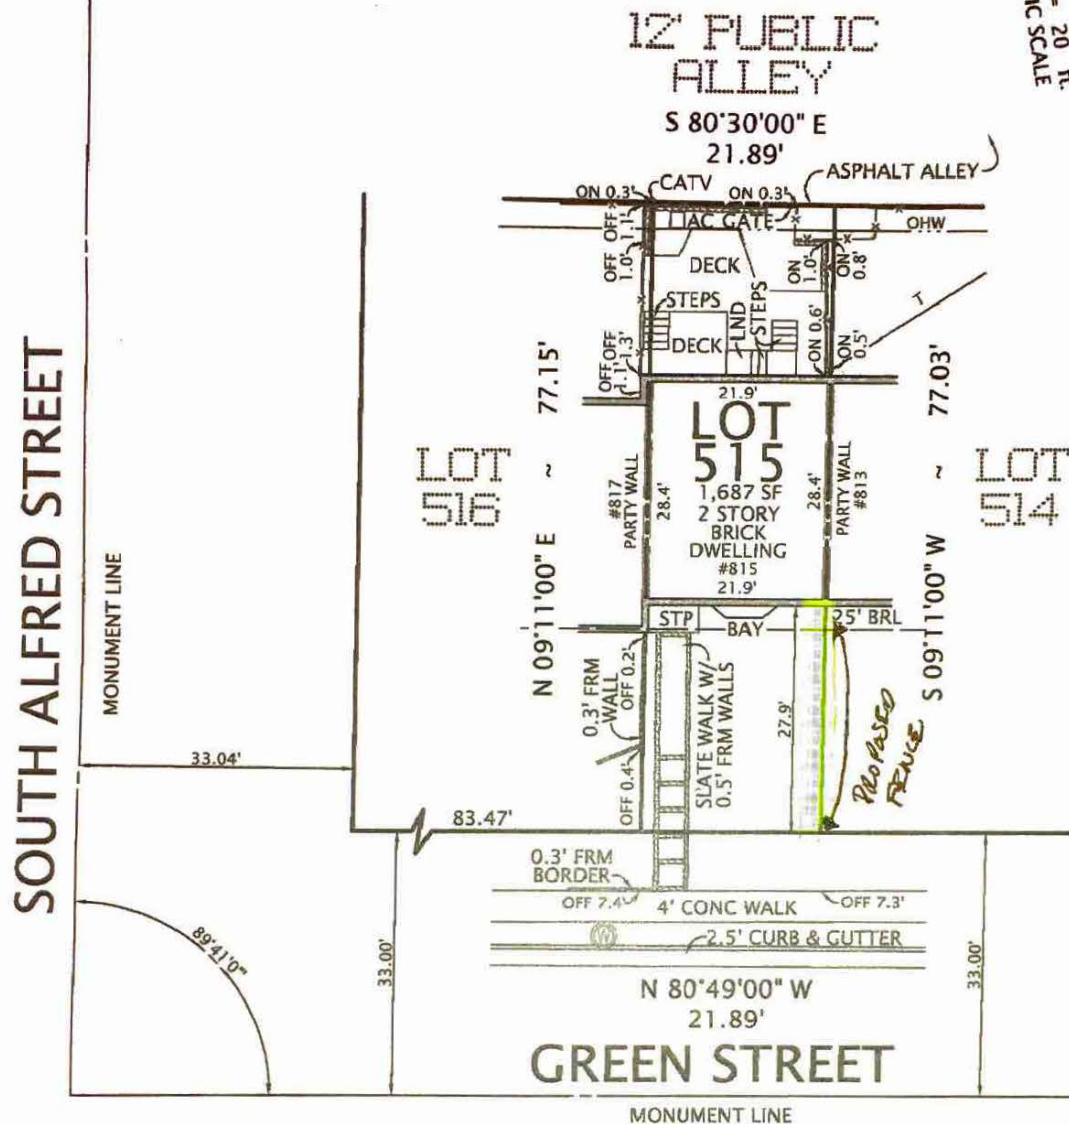 = 20 ft.
IC SCALE
12' PUBLIC
ALLEY
S 80°30'00" E
21.89'
ASPHALT ALLEY
ON 0.3'
CATV
ON 0.3'
OFF 1.1'
AC GATE
OHW
OFF 1.0'
DECK
ON 1.0'
ON 0.8'
STEPS
LND
STEPS
T
DECK
ON 0.6'
ON 0.5'
OFF 1.1'
OFF 1.3'
77.15'
77.03'
21.9'
LOT
515
1,687 SF
2 STORY
BRICK
DWELLING
#815
21.9'
LOT
516
~
#817
PARTY WALL
28.4'
28.4'
PARTY WALL
#813
~
LOT
514
SOUTH ALFRED STREET
MONUMENT LINE
N 09°11'00" E
S 09°11'00" W
STP
BAY
25' BRL
0.3' FRM
WALL
OFF 0.2'
SLATE WALK W/
0.5' FRM WALLS
27.9'
PROPOSED
FENCE
33.04'
OFF 0.4'
83.47'
0.3' FRM
BORDER
OFF 7.4'
4' CONC WALK
OFF 7.3'
W
2.5' CURB & GUTTER
89°41'0"
33.00'
33.00'
N 80°49'00" W
21.89'
GREEN STREET
MONUMENT LINE